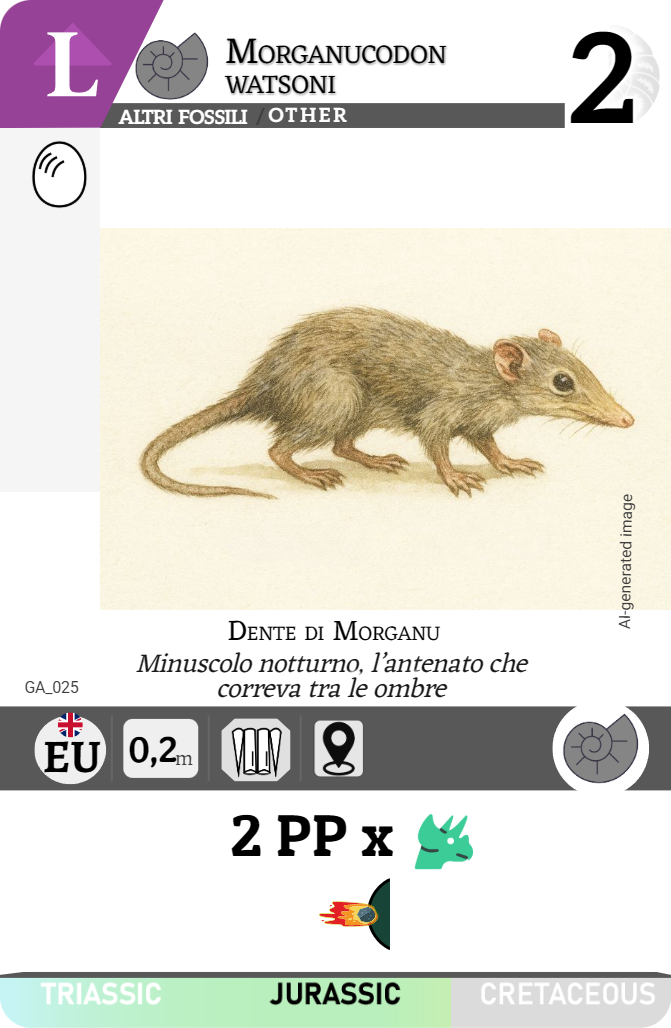 L
Morganucodon
watsoni
2
ALTRI FOSSILI / OTHER
AI-generated image
Dente di Morganu
Minuscolo notturno, l'antenato che
correva tra le ombre
GA_025
EU
0,2m
2 PP x
TRIASSIC JURASSIC CRETACEOUS